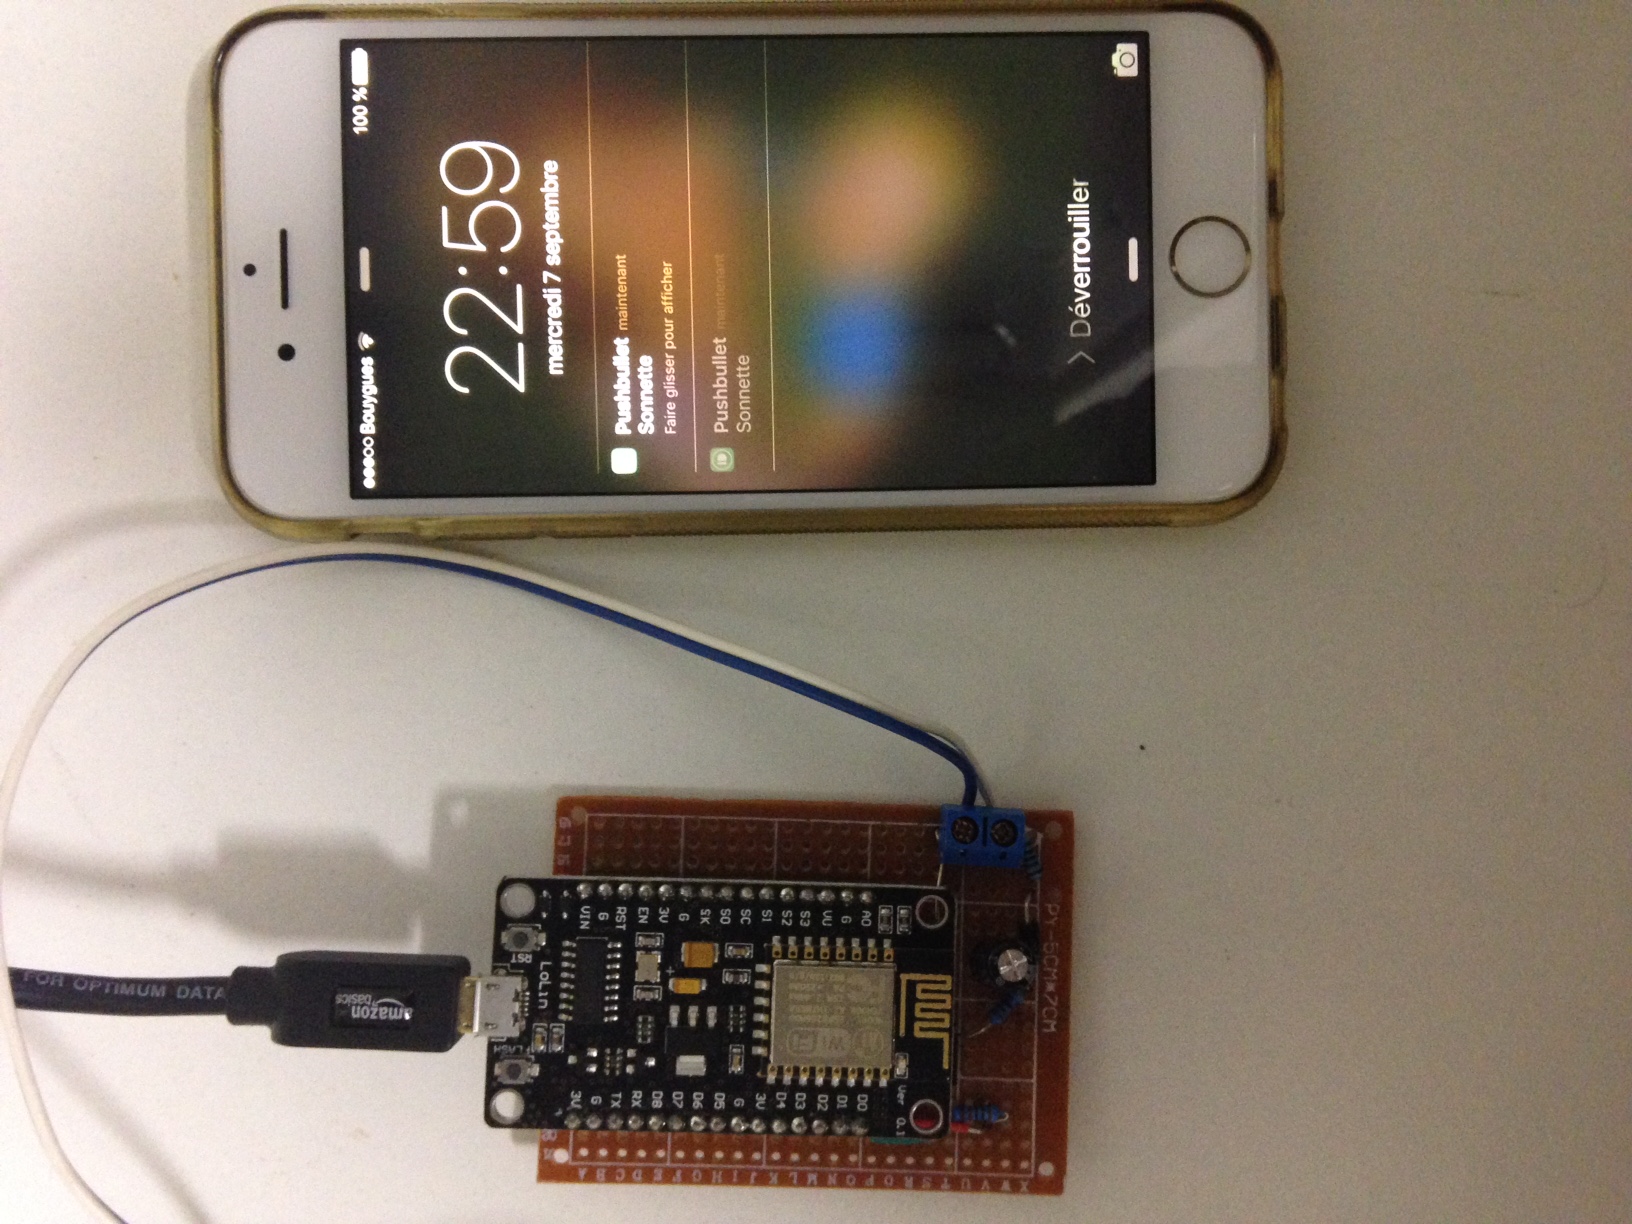 X W V U T S R Q P O N M L K J I H G F E D C B A
PY-5CM*7CM
Ver 0.1
D0 D1 D2 D3 D4 3V G D5 D6 D7 D8 RX TX G 3V
WiFi
FLASH
LoLin
RST
A0 G VU S3 S2 S1 SC S0 SK G 3V EN RST G VIN
16
17
18
amazon
basics
FOR OPTIMUM DATA
Bouygues
100 %
22:59
mercredi 7 septembre
Pushbullet maintenant
Sonnette
Faire glisser pour afficher
Pushbullet maintenant
Sonnette
Déverrouiller